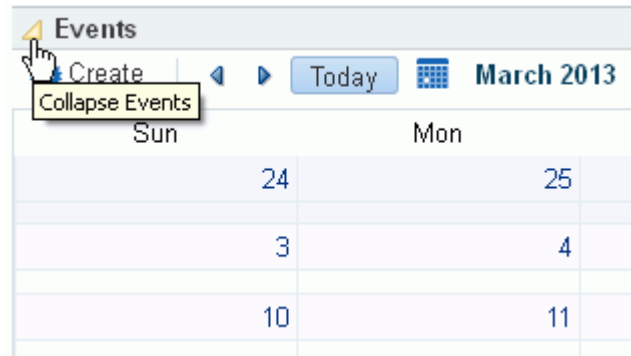 Events
Create Today March 2013
Collapse Events
Sun Mon
24 25
3 4
10 11